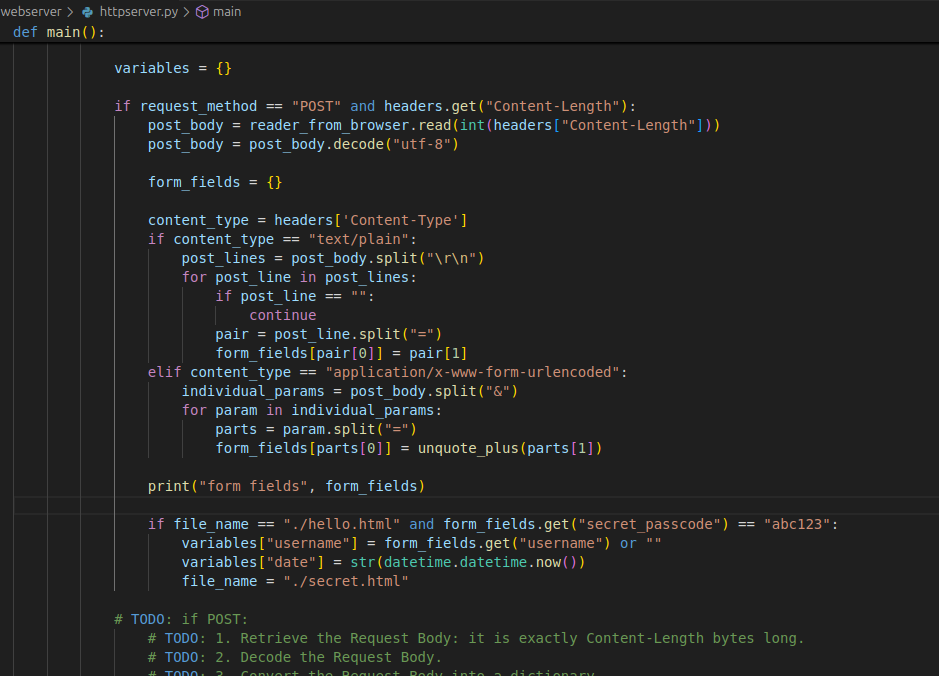 webserver > httpserver.py > main
def main():
variables = {}
if request_method == "POST" and headers.get("Content-Length"):
post_body = reader_from_browser.read(int(headers["Content-Length"]))
post_body = post_body.decode("utf-8")
form_fields = {}
content_type = headers['Content-Type']
if content_type == "text/plain":
post_lines = post_body.split("\r\n")
for post_line in post_lines:
if post_line == "":
continue
pair = post_line.split("=")
form_fields[pair[0]] = pair[1]
elif content_type == "application/x-www-form-urlencoded":
individual_params = post_body.split("&")
for param in individual_params:
parts = param.split("=")
form_fields[parts[0]] = unquote_plus(parts[1])
print("form fields", form_fields)
if file_name == "./hello.html" and form_fields.get("secret_passcode") == "abc123":
variables["username"] = form_fields.get("username") or ""
variables["date"] = str(datetime.datetime.now())
file_name = "./secret.html"
# TODO: if POST:
# TODO: 1. Retrieve the Request Body: it is exactly Content-Length bytes long.
# TODO: 2. Decode the Request Body.
# TODO: 3. Convert the Request Body into a dictionary